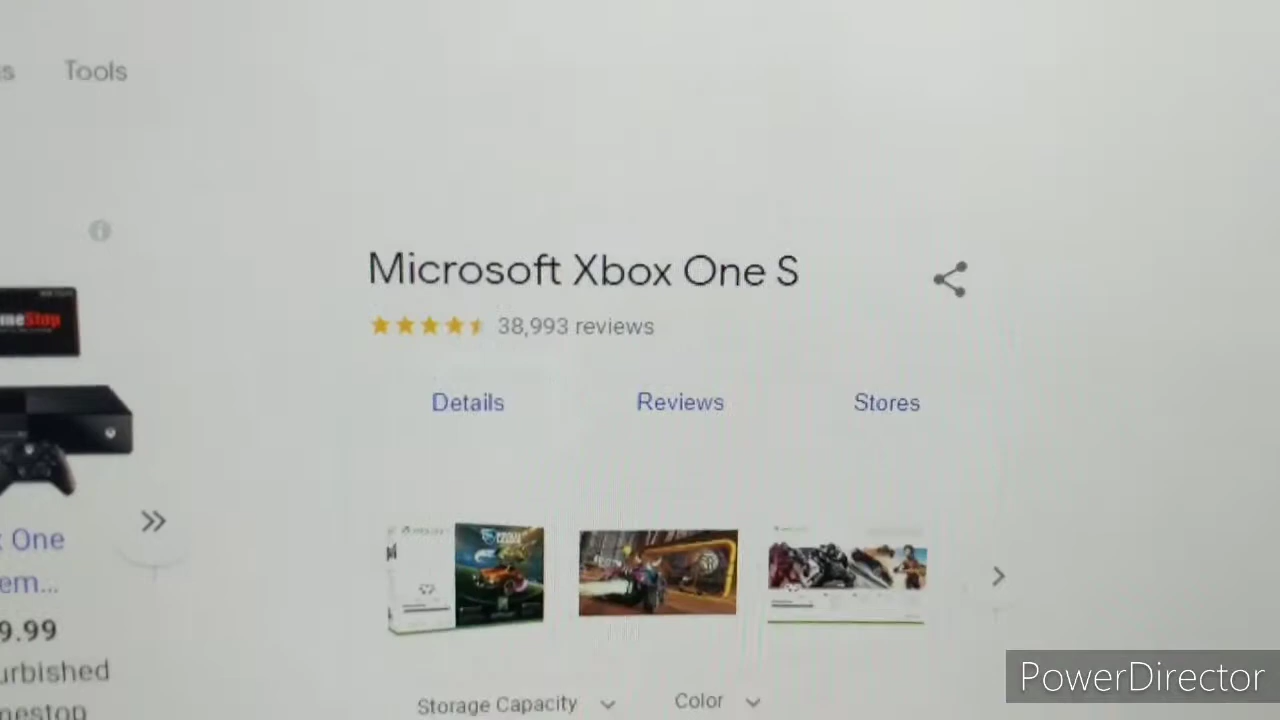 Tools
Microsoft Xbox One S
38,993 reviews
Details
Reviews
Stores
One
em...
9.99
urbished
Storage Capacity
Color
PowerDirector